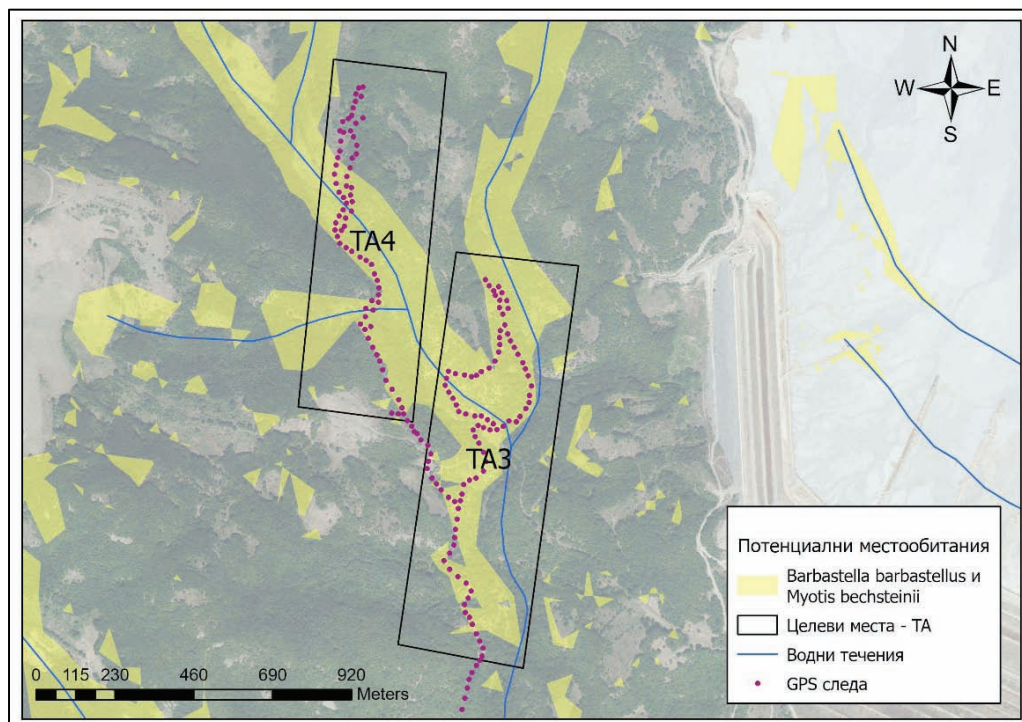 N
W E
S
TA4
TA3
Потенциални местообитания
Barbastella barbastellus и
Myotis bechsteinii
Целеви места - ТА
Водни течения
GPS следа
0 115 230 460 690 920
Meters